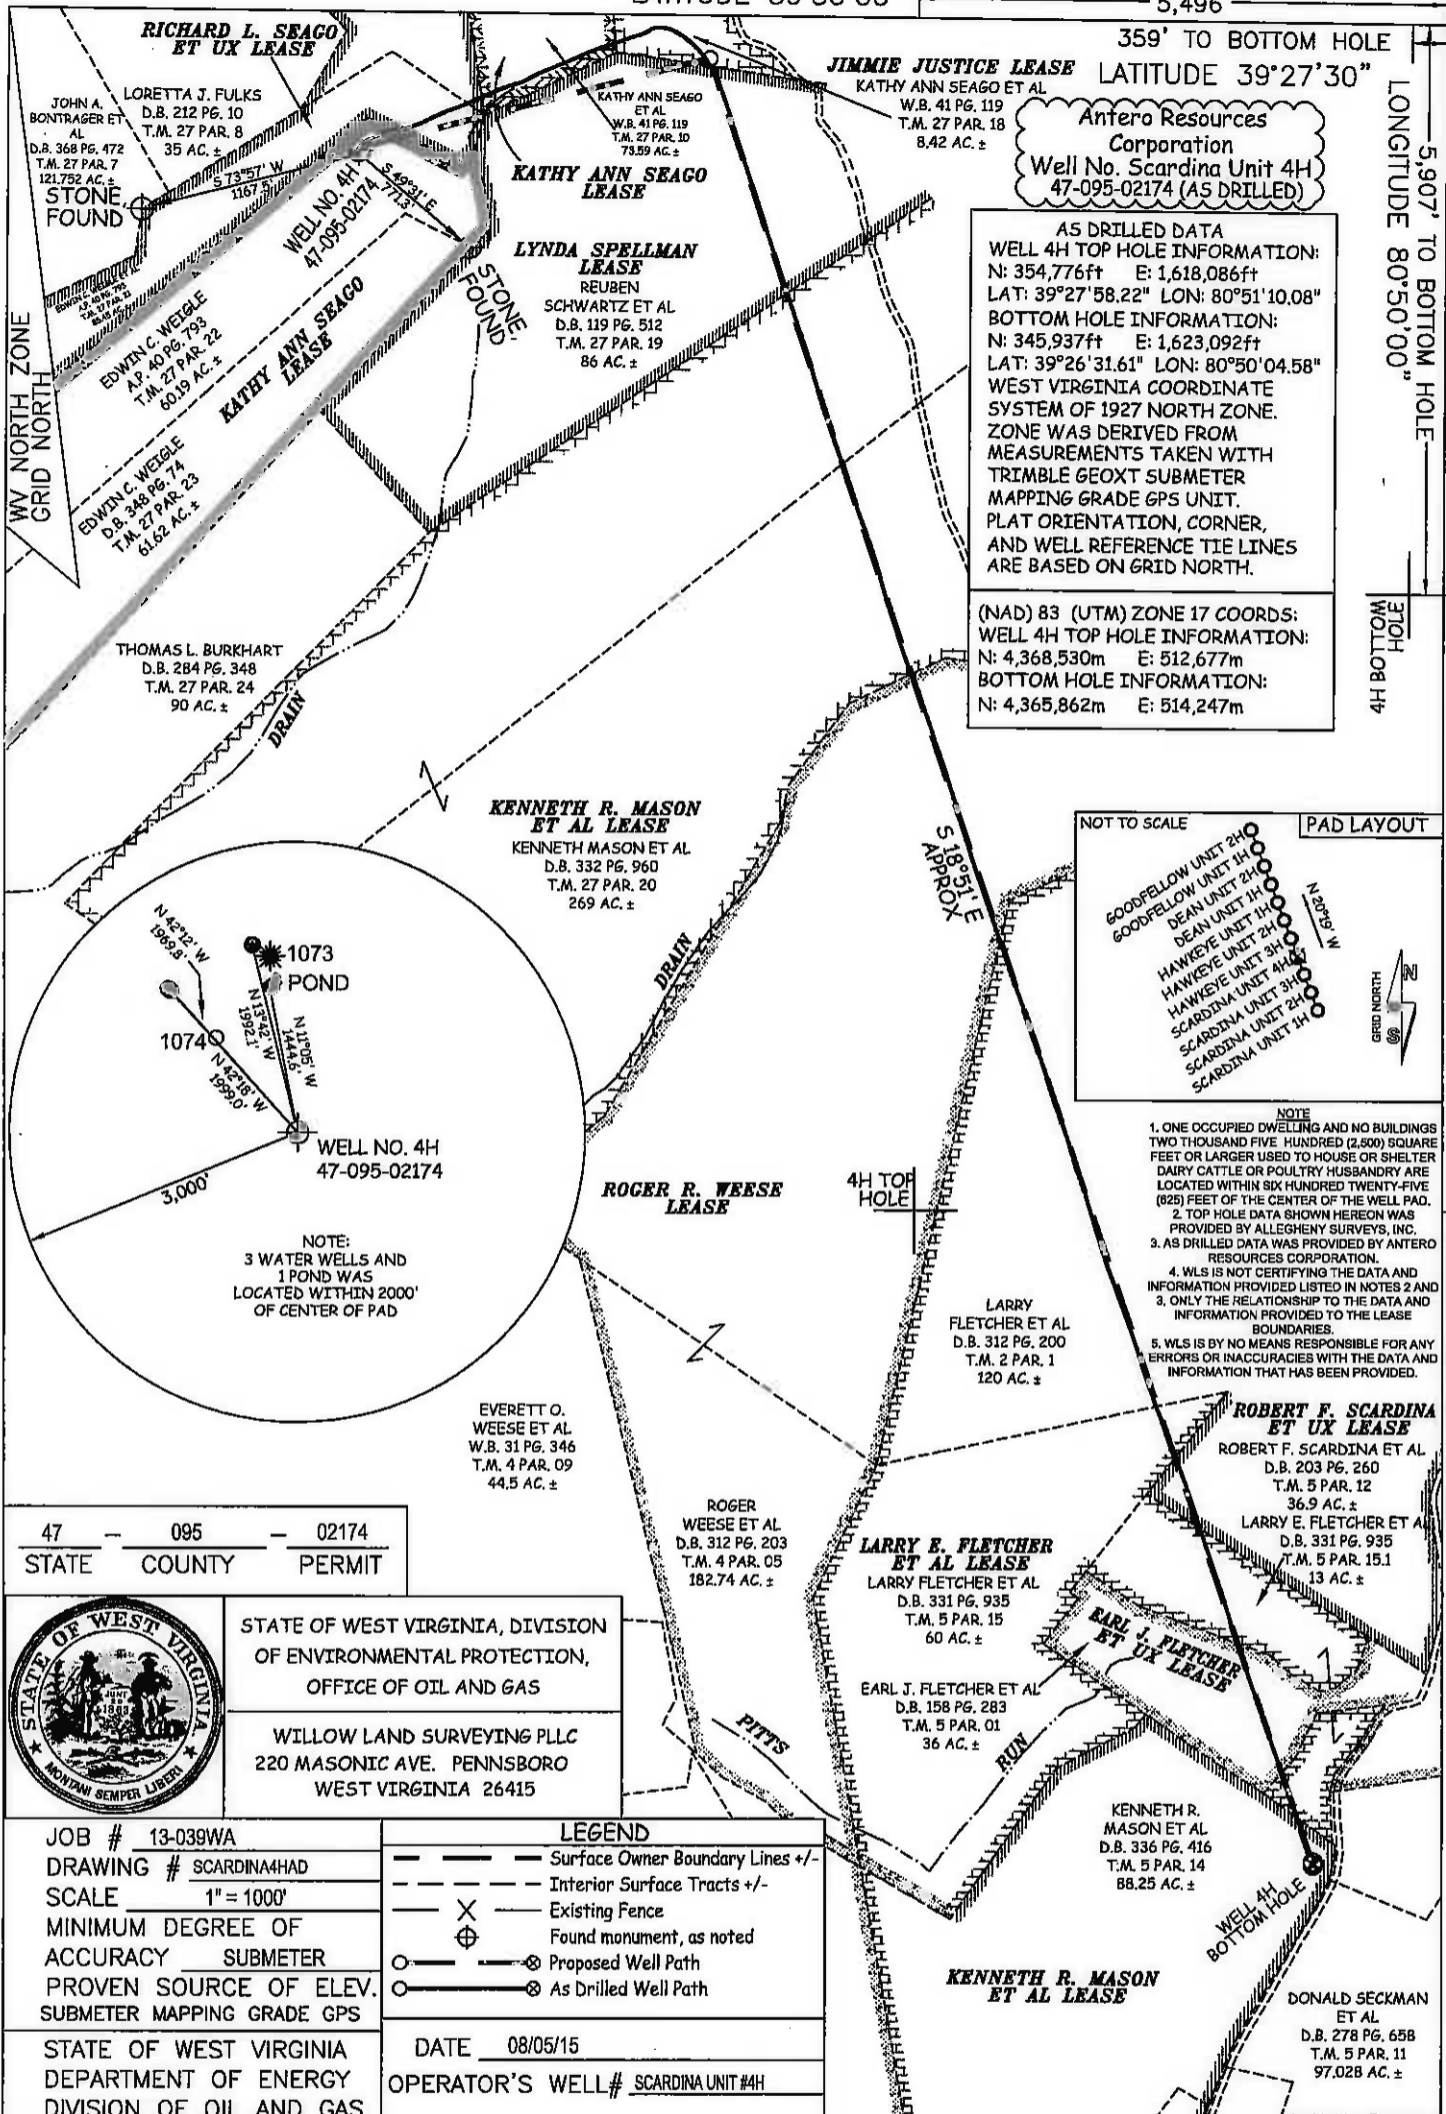 5,496
359' TO BOTTOM HOLE
LATITUDE 39°27'30"
5,907' TO BOTTOM HOLE
LONGITUDE 80°50'00"
RICHARD L. SEAGO
ET UX LEASE
JOHN A.
BONTRAGER ET
AL
D.B. 368 PG. 472
T.M. 27 PAR. 7
121.752 AC. ±
LORETTA J. FULKS
D.B. 212 PG. 10
T.M. 27 PAR. 8
35 AC. ±
STONE
FOUND
S 73°57' W
1167.5'
S 49°31' E
771.3'
WELL NO. 4H
47-095-02174
KATHY ANN SEAGO
ET AL
W.B. 41 PG. 119
T.M. 27 PAR. 10
73.59 AC. ±
KATHY ANN SEAGO
LEASE
JIMMIE JUSTICE LEASE
KATHY ANN SEAGO ET AL
W.B. 41 PG. 119
T.M. 27 PAR. 18
8.42 AC. ±
Antero Resources
Corporation
Well No. Scardina Unit 4H
47-095-02174 (AS DRILLED)
AS DRILLED DATA
WELL 4H TOP HOLE INFORMATION:
N: 354,776ft E: 1,618,086ft
LAT: 39°27'58.22" LON: 80°51'10.08"
BOTTOM HOLE INFORMATION:
N: 345,937ft E: 1,623,092ft
LAT: 39°26'31.61" LON: 80°50'04.58"
WEST VIRGINIA COORDINATE
SYSTEM OF 1927 NORTH ZONE.
ZONE WAS DERIVED FROM
MEASUREMENTS TAKEN WITH
TRIMBLE GEOXT SUBMETER
MAPPING GRADE GPS UNIT.
PLAT ORIENTATION, CORNER,
AND WELL REFERENCE TIE LINES
ARE BASED ON GRID NORTH.
(NAD) 83 (UTM) ZONE 17 COORDS:
WELL 4H TOP HOLE INFORMATION:
N: 4,368,530m E: 512,677m
BOTTOM HOLE INFORMATION:
N: 4,365,862m E: 514,247m
4H BOTTOM
HOLE
LYNDA SPELLMAN
LEASE
REUBEN
SCHWARTZ ET AL
D.B. 119 PG. 512
T.M. 27 PAR. 19
86 AC. ±
STONE
FOUND
WV NORTH ZONE
GRID NORTH
EDWIN C. WEIGLE
A.P. 40 PG. 793
T.M. 27 PAR. 22
60.19 AC. ±
KATHY ANN SEAGO
LEASE
EDWIN C. WEIGLE
D.B. 348 PG. 74
T.M. 27 PAR. 23
61.62 AC. ±
THOMAS L. BURKHART
D.B. 284 PG. 348
T.M. 27 PAR. 24
90 AC. ±
DRAIN
KENNETH R. MASON
ET AL LEASE
KENNETH MASON ET AL
D.B. 332 PG. 960
T.M. 27 PAR. 20
269 AC. ±
DRAIN
S 18°51' E
APPROX
NOT TO SCALE
PAD LAYOUT
GOODFELLOW UNIT 2H
GOODFELLOW UNIT 1H
DEAN UNIT 2H
DEAN UNIT 1H
HAWKEYE UNIT 1H
HAWKEYE UNIT 2H
HAWKEYE UNIT 3H
SCARDINA UNIT 4H
SCARDINA UNIT 3H
SCARDINA UNIT 2H
SCARDINA UNIT 1H
N 20°19' W
GRID NORTH
N
S
N 42°12' W
1969.8'
1073
POND
N 13°42' W
1992.1'
N 11°05' W
1444.6'
1074
N 42°18' W
1999.0'
WELL NO. 4H
47-095-02174
3,000'
NOTE:
3 WATER WELLS AND
1 POND WAS
LOCATED WITHIN 2000'
OF CENTER OF PAD
NOTE
1. ONE OCCUPIED DWELLING AND NO BUILDINGS
TWO THOUSAND FIVE HUNDRED (2,500) SQUARE
FEET OR LARGER USED TO HOUSE OR SHELTER
DAIRY CATTLE OR POULTRY HUSBANDRY ARE
LOCATED WITHIN SIX HUNDRED TWENTY-FIVE
(625) FEET OF THE CENTER OF THE WELL PAD.
2. TOP HOLE DATA SHOWN HEREON WAS
PROVIDED BY ALLEGHENY SURVEYS, INC.
3. AS DRILLED DATA WAS PROVIDED BY ANTERO
RESOURCES CORPORATION.
4. WLS IS NOT CERTIFYING THE DATA AND
INFORMATION PROVIDED LISTED IN NOTES 2 AND
3, ONLY THE RELATIONSHIP TO THE DATA AND
INFORMATION PROVIDED TO THE LEASE
BOUNDARIES.
5. WLS IS BY NO MEANS RESPONSIBLE FOR ANY
ERRORS OR INACCURACIES WITH THE DATA AND
INFORMATION THAT HAS BEEN PROVIDED.
ROGER R. WEESE
LEASE
4H TOP
HOLE
LARRY
FLETCHER ET AL
D.B. 312 PG. 200
T.M. 2 PAR. 1
120 AC. ±
EVERETT O.
WEESE ET AL
W.B. 31 PG. 346
T.M. 4 PAR. 09
44.5 AC. ±
ROGER
WEESE ET AL
D.B. 312 PG. 203
T.M. 4 PAR. 05
182.74 AC. ±
ROBERT F. SCARDINA
ET UX LEASE
ROBERT F. SCARDINA ET AL
D.B. 203 PG. 260
T.M. 5 PAR. 12
36.9 AC. ±
LARRY E. FLETCHER ET A
D.B. 331 PG. 935
T.M. 5 PAR. 15.1
13 AC. ±
LARRY E. FLETCHER
ET AL LEASE
LARRY FLETCHER ET AL
D.B. 331 PG. 935
T.M. 5 PAR. 15
60 AC. ±
EARL J. FLETCHER
ET UX LEASE
EARL J. FLETCHER ET AL
D.B. 158 PG. 283
T.M. 5 PAR. 01
36 AC. ±
PITTS
RUN
KENNETH R.
MASON ET AL
D.B. 336 PG. 416
T.M. 5 PAR. 14
88.25 AC. ±
WELL 4H
BOTTOM HOLE
KENNETH R. MASON
ET AL LEASE
DONALD SECKMAN
ET AL
D.B. 278 PG. 658
T.M. 5 PAR. 11
97.028 AC. ±
47 - 095 - 02174
STATE COUNTY PERMIT
STATE OF WEST VIRGINIA
MONTANI SEMPER LIBERI
STATE OF WEST VIRGINIA, DIVISION
OF ENVIRONMENTAL PROTECTION,
OFFICE OF OIL AND GAS
WILLOW LAND SURVEYING PLLC
220 MASONIC AVE. PENNSBORO
WEST VIRGINIA 26415
JOB # 13-039WA
DRAWING # SCARDINA4HAD
SCALE 1" = 1000'
MINIMUM DEGREE OF
ACCURACY SUBMETER
PROVEN SOURCE OF ELEV.
SUBMETER MAPPING GRADE GPS
STATE OF WEST VIRGINIA
DEPARTMENT OF ENERGY
DIVISION OF OIL AND GAS
LEGEND
Surface Owner Boundary Lines +/-
Interior Surface Tracts +/-
Existing Fence
Found monument, as noted
Proposed Well Path
As Drilled Well Path
DATE 08/05/15
OPERATOR'S WELL# SCARDINA UNIT #4H